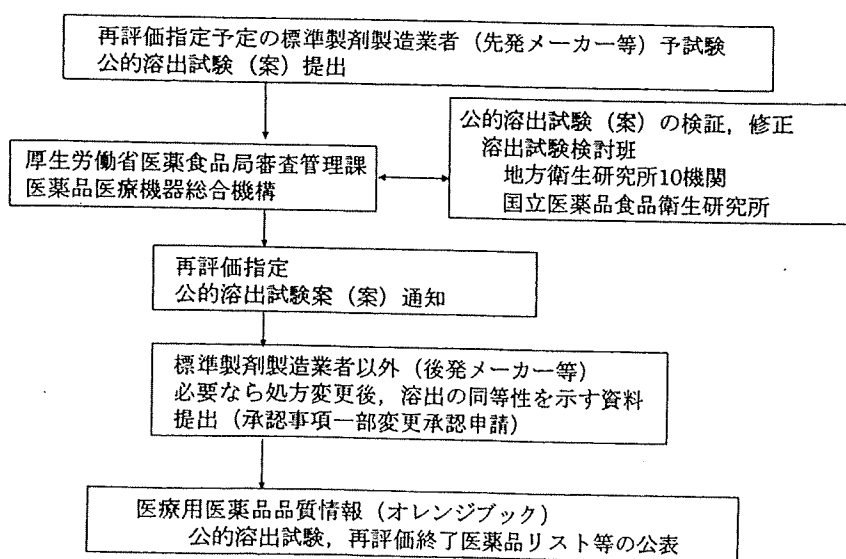 再評価指定予定の標準製剤製造業者（先発メーカー等）予試験
公的溶出試験（案）提出
公的溶出試験（案）の検証，修正
溶出試験検討班
地方衛生研究所10機関
国立医薬品食品衛生研究所
厚生労働省医薬食品局審査管理課
医薬品医療機器総合機構
再評価指定
公的溶出試験案（案）通知
標準製剤製造業者以外（後発メーカー等）
必要なら処方変更後，溶出の同等性を示す資料
提出（承認事項一部変更承認申請）
医療用医薬品品質情報（オレンジブック）
公的溶出試験，再評価終了医薬品リスト等の公表